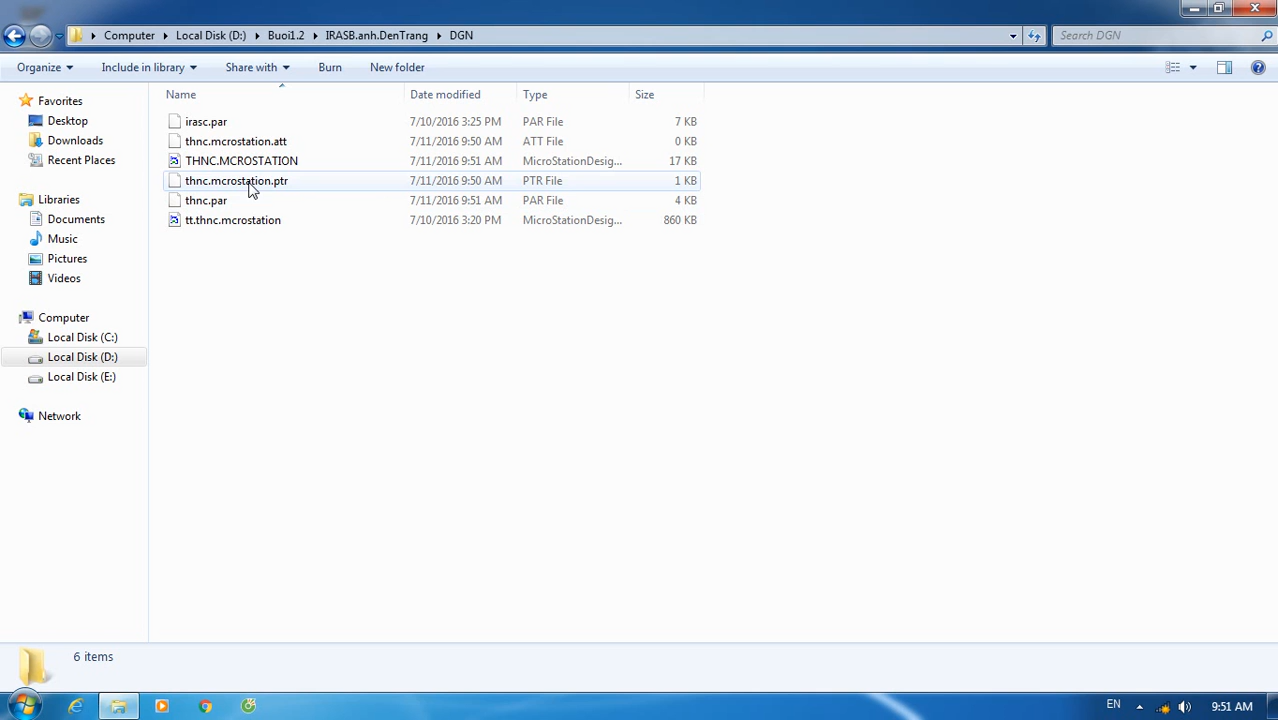 Computer Local Disk (D:) Buoi1.2 IRASB.anh.DenTrang DGN Search DGN
Organize Include in library Share with Burn New folder
Name Date modified Type Size
Favorites
Desktop
Downloads
Recent Places
Libraries
Documents
Music
Pictures
Videos
Computer
Local Disk (C:)
Local Disk (D:)
Local Disk (E:)
Network
irasc.par 7/10/2016 3:25 PM PAR File 7 KB
thnc.mcrostation.att 7/11/2016 9:50 AM ATT File 0 KB
THNC.MCROSTATION 7/11/2016 9:51 AM MicroStationDesig... 17 KB
thnc.mcrostation.ptr 7/11/2016 9:50 AM PTR File 1 KB
thnc.par 7/11/2016 9:51 AM PAR File 4 KB
tt.thnc.mcrostation 7/10/2016 3:20 PM MicroStationDesig... 860 KB
6 items
EN 9:51 AM